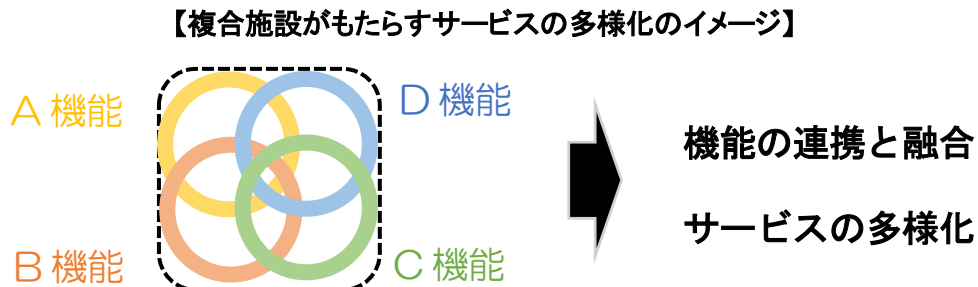 【複合施設がもたらすサービスの多様化のイメージ】
A 機能
D 機能
B 機能
C 機能
機能の連携と融合
サービスの多様化